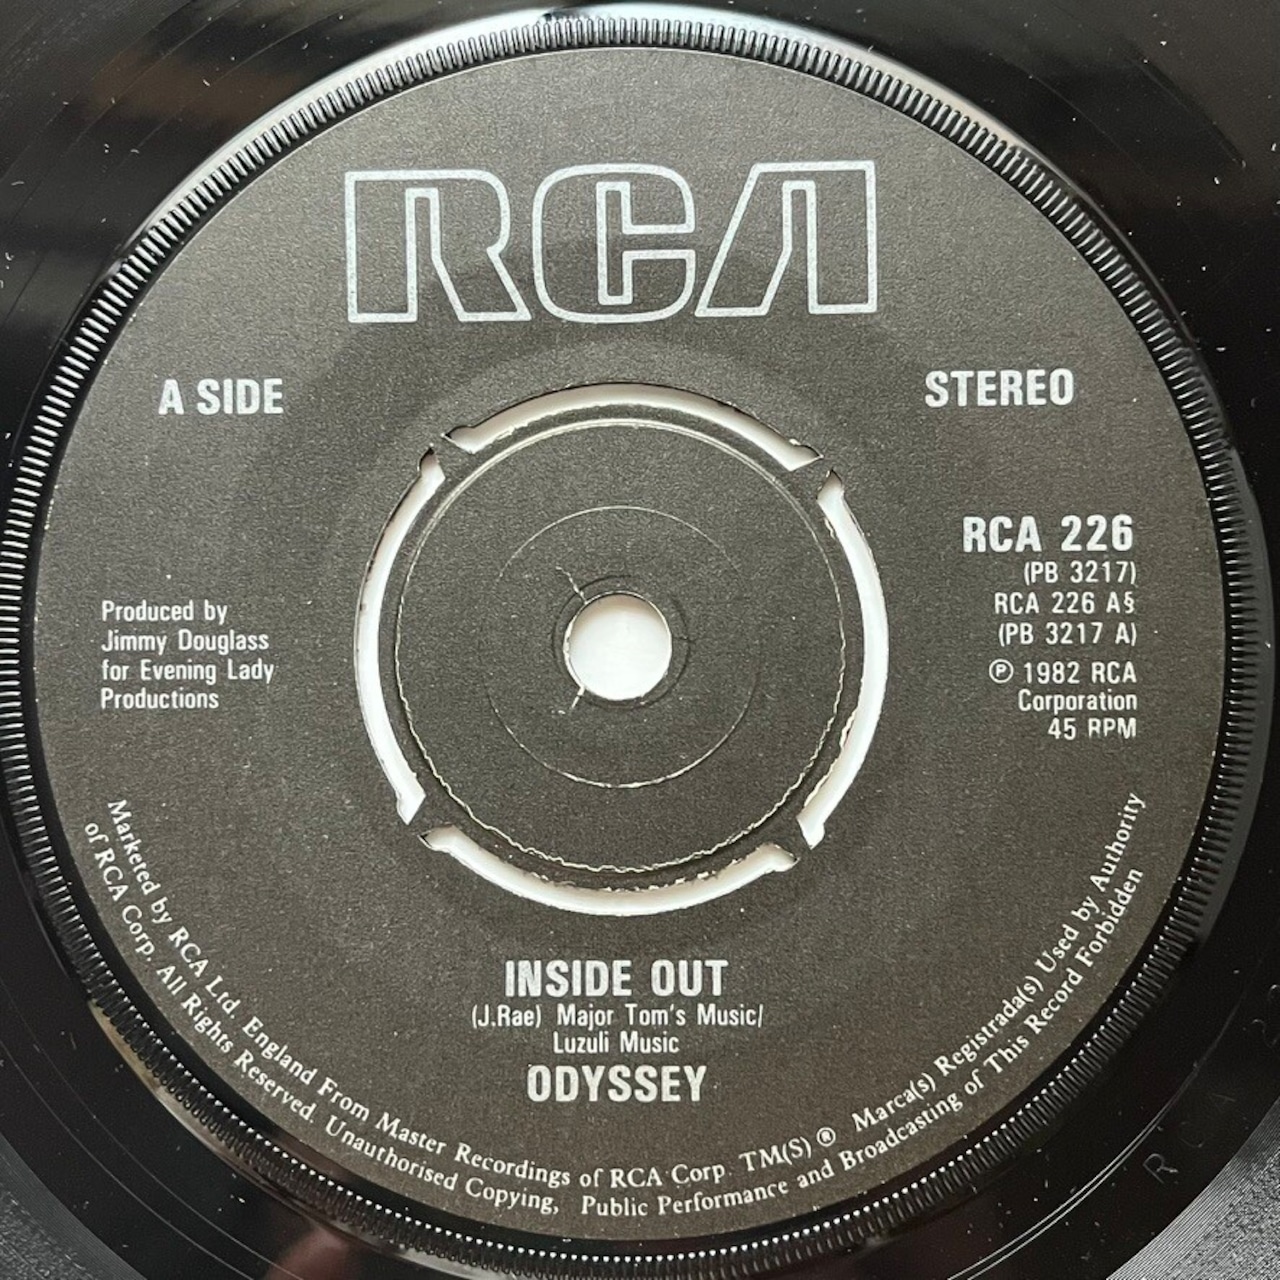 RCA
A SIDE
STEREO
RCA 226
(PB 3217)
RCA 226 A§
(PB 3217 A)
℗ 1982 RCA
Corporation
45 RPM
Produced by
Jimmy Douglass
for Evening Lady
Productions
INSIDE OUT
(J.Rae) Major Tom's Music/
Luzuli Music
ODYSSEY
Marketed by RCA Ltd. England From Master Recordings of RCA Corp. TM(S) ® Marca(s) Registrada(s) Used by Authority
of RCA Corp. All Rights Reserved. Unauthorised Copying, Public Performance and Broadcasting of This Record Forbidden